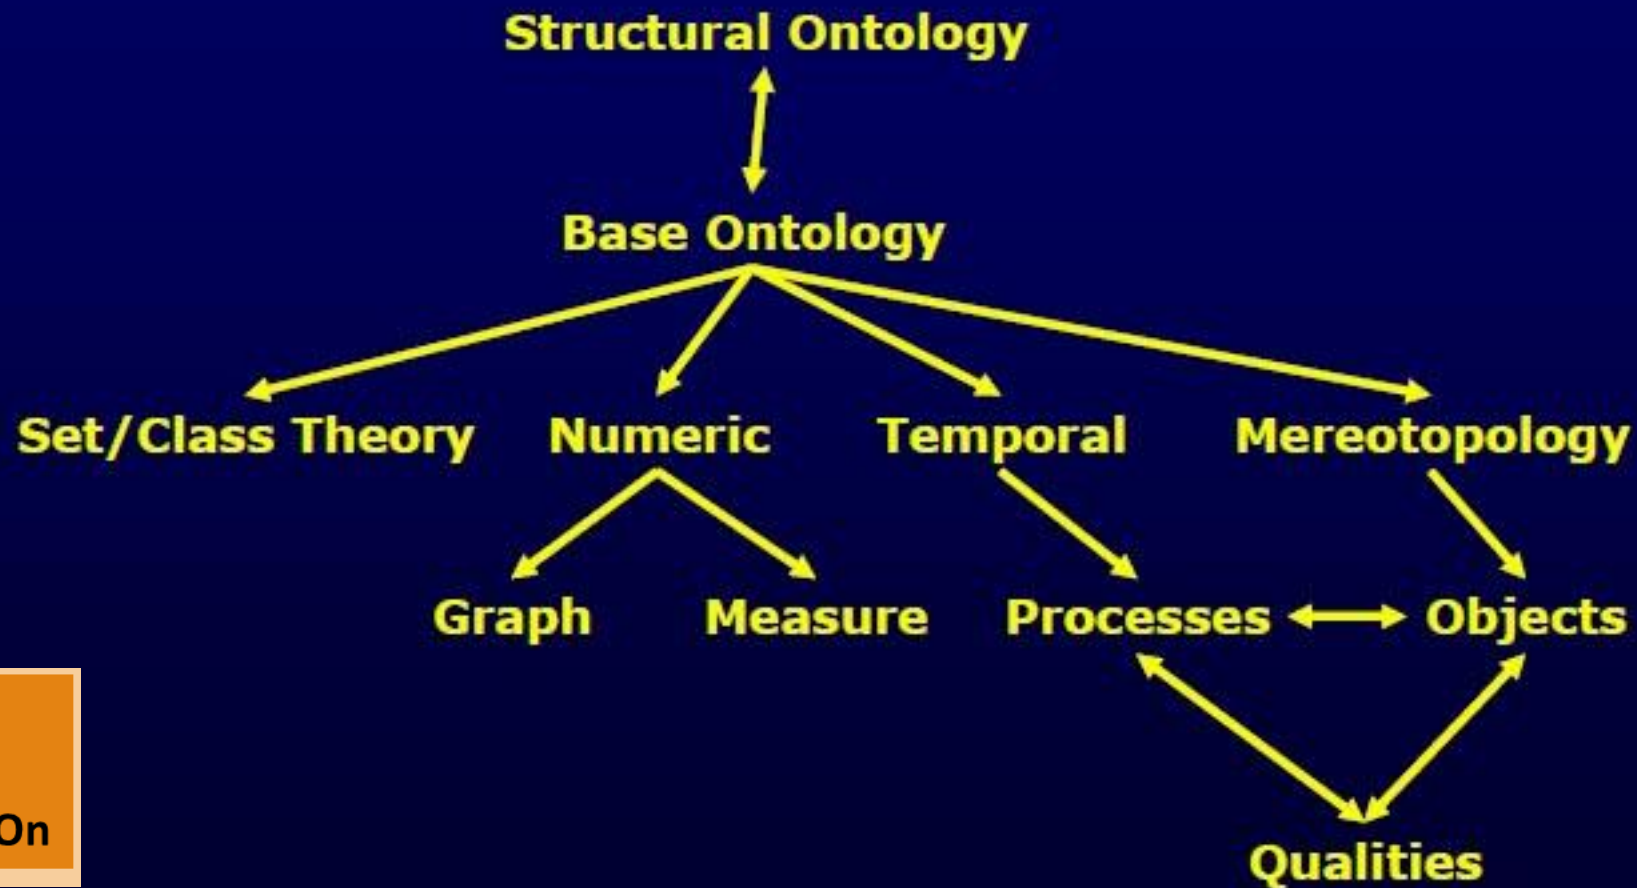 Structural Ontology
Base Ontology
Set/Class Theory
Numeric
Temporal
Mereotopology
Graph
Measure
Processes
Objects
On
Qualities